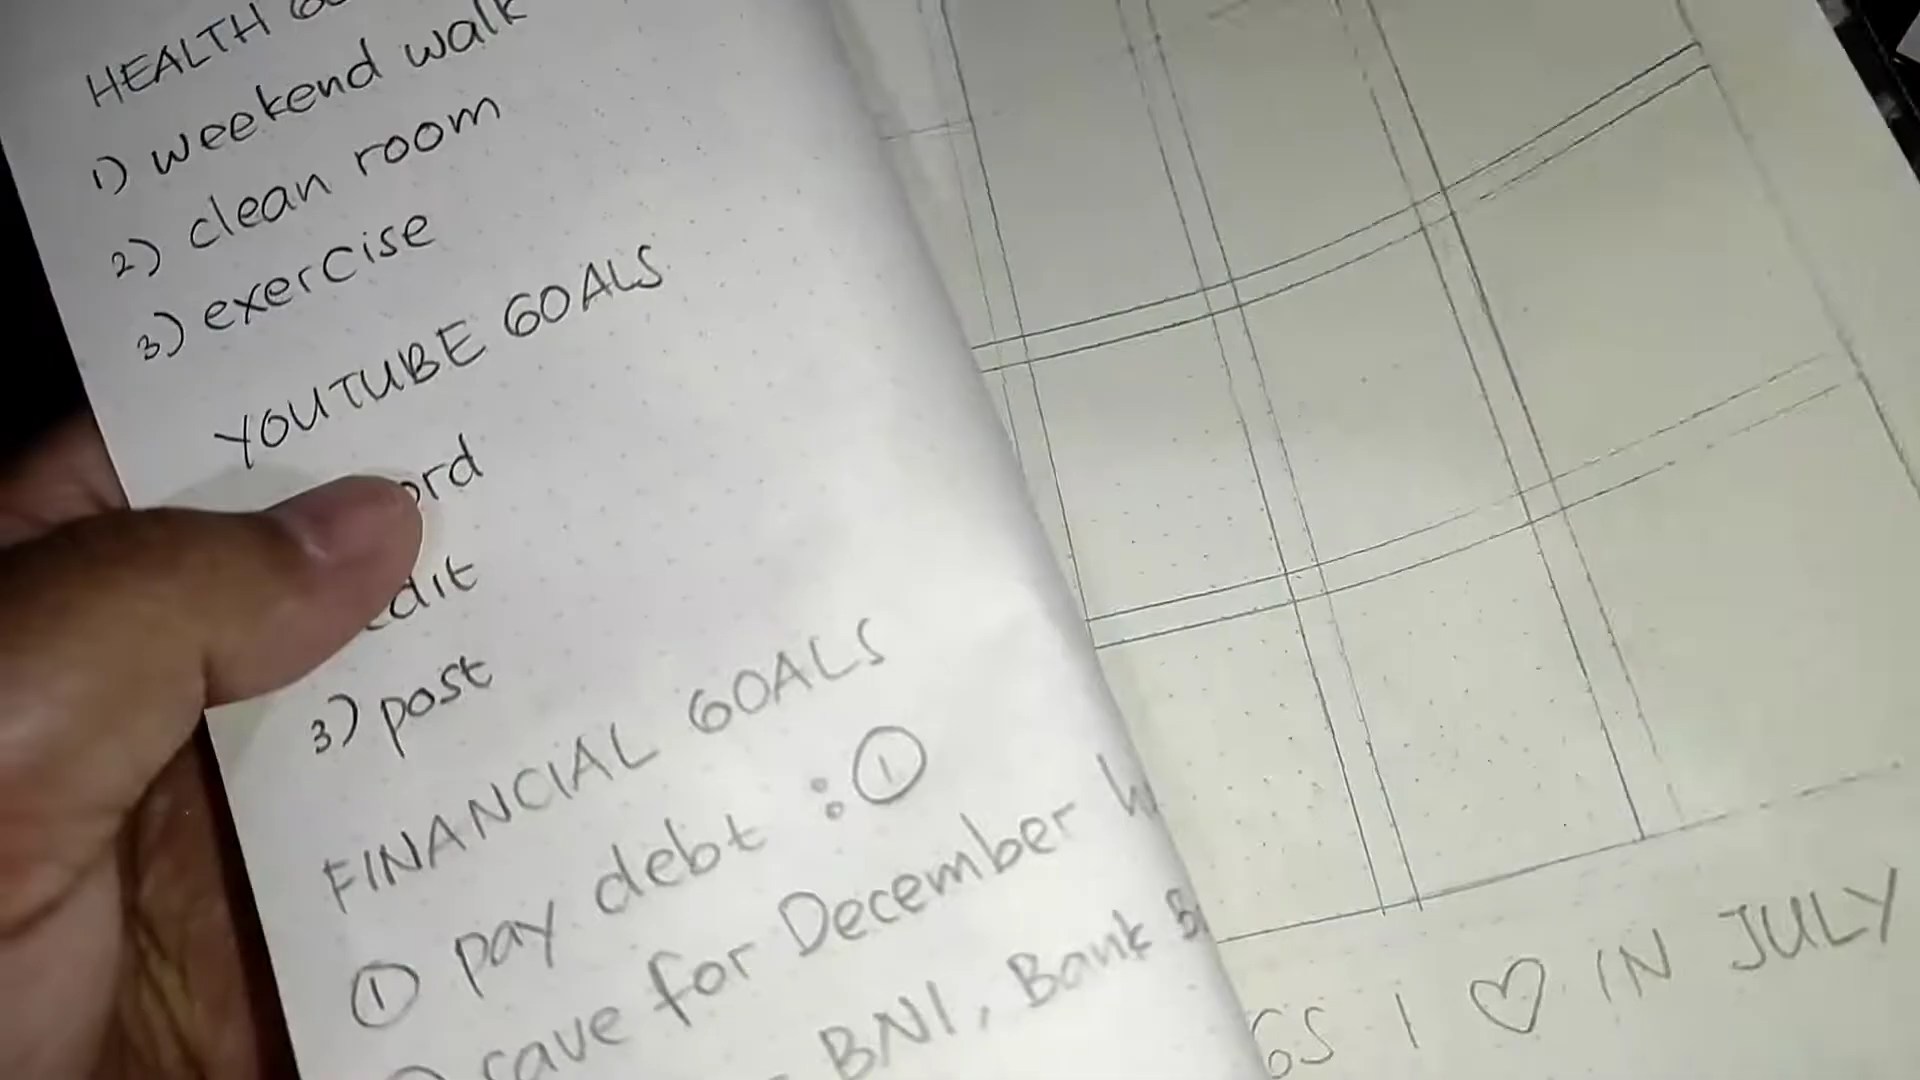 HEALTH
1) weekend walk
2) clean room
3) exercise
YOUTUBE GOALS
3) post
FINANCIAL GOALS
① pay debt : ①
save for December
BNI, Bank
I ♡ IN JULY